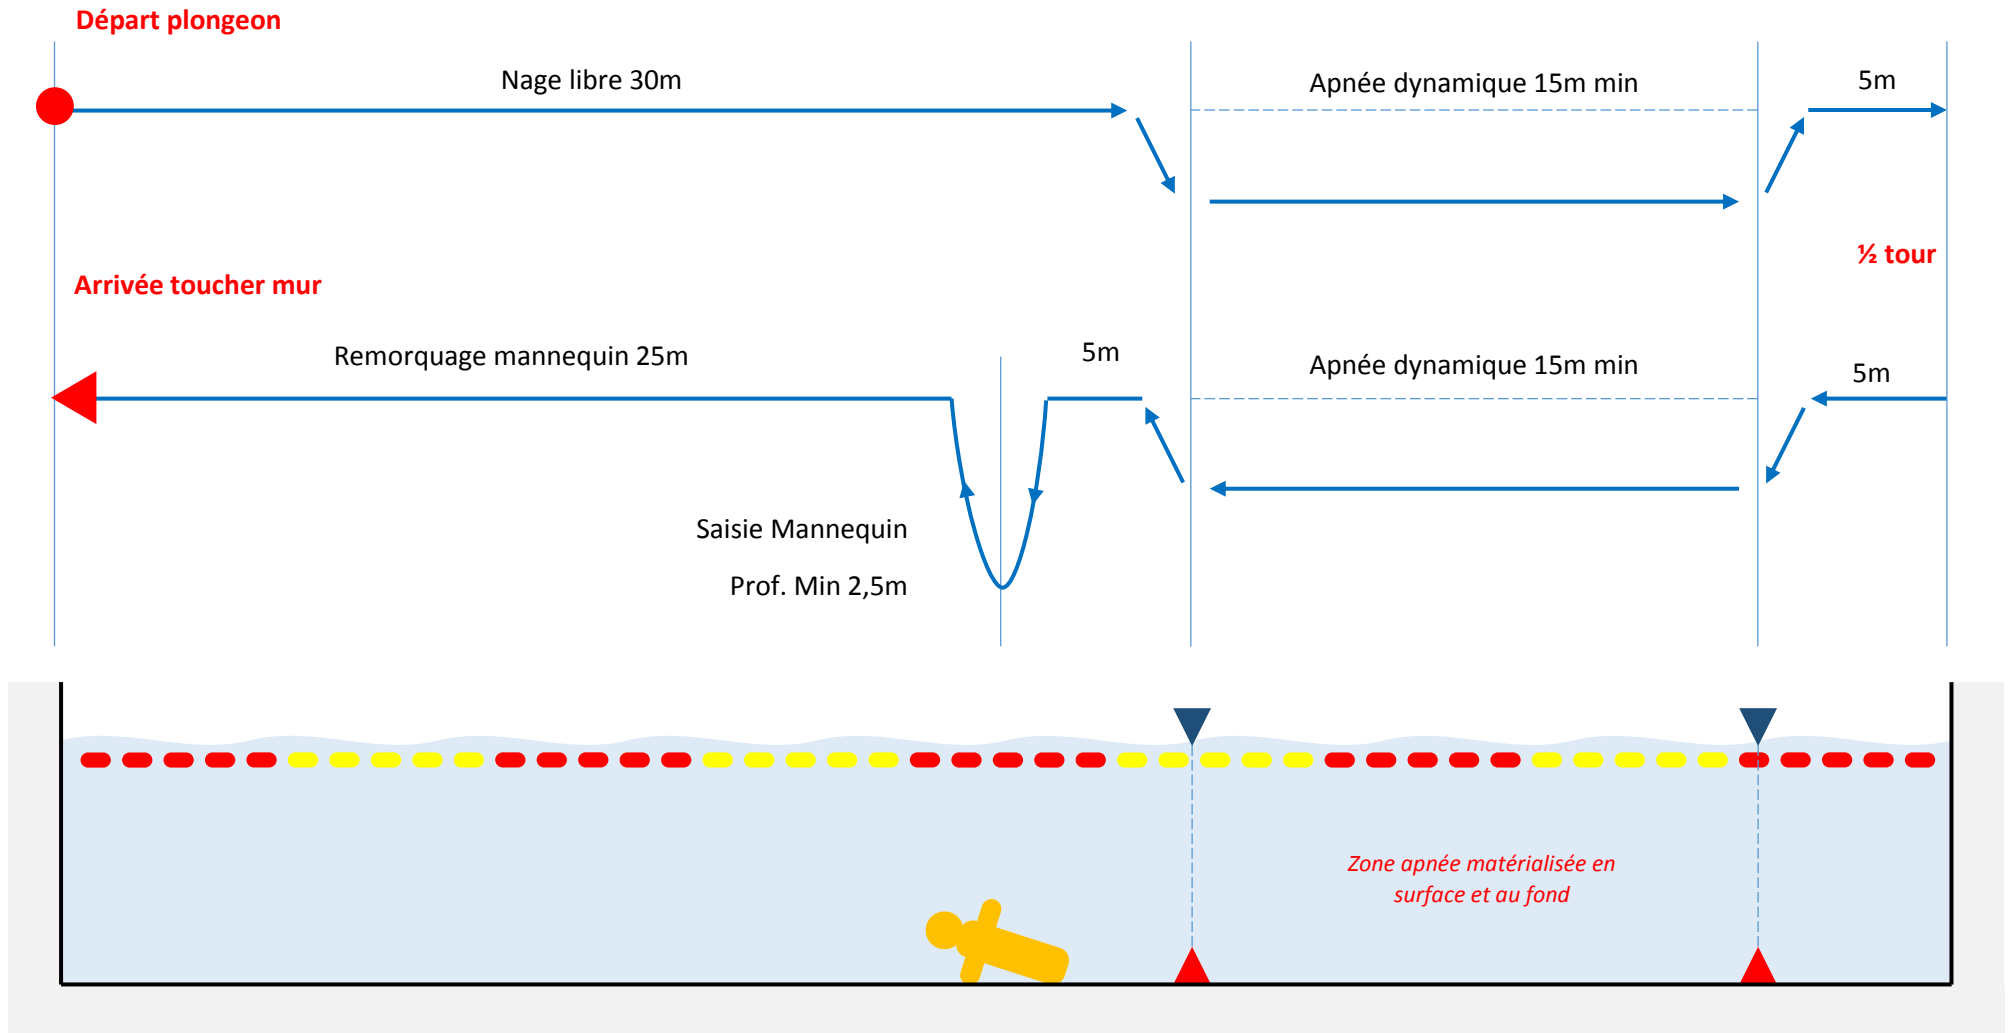 Départ plongeon
Nage libre 30m
Apnée dynamique 15m min
5m
½ tour
Arrivée toucher mur
Remorquage mannequin 25m
5m
Apnée dynamique 15m min
5m
Saisie Mannequin
Prof. Min 2,5m
Zone apnée matérialisée en
surface et au fond